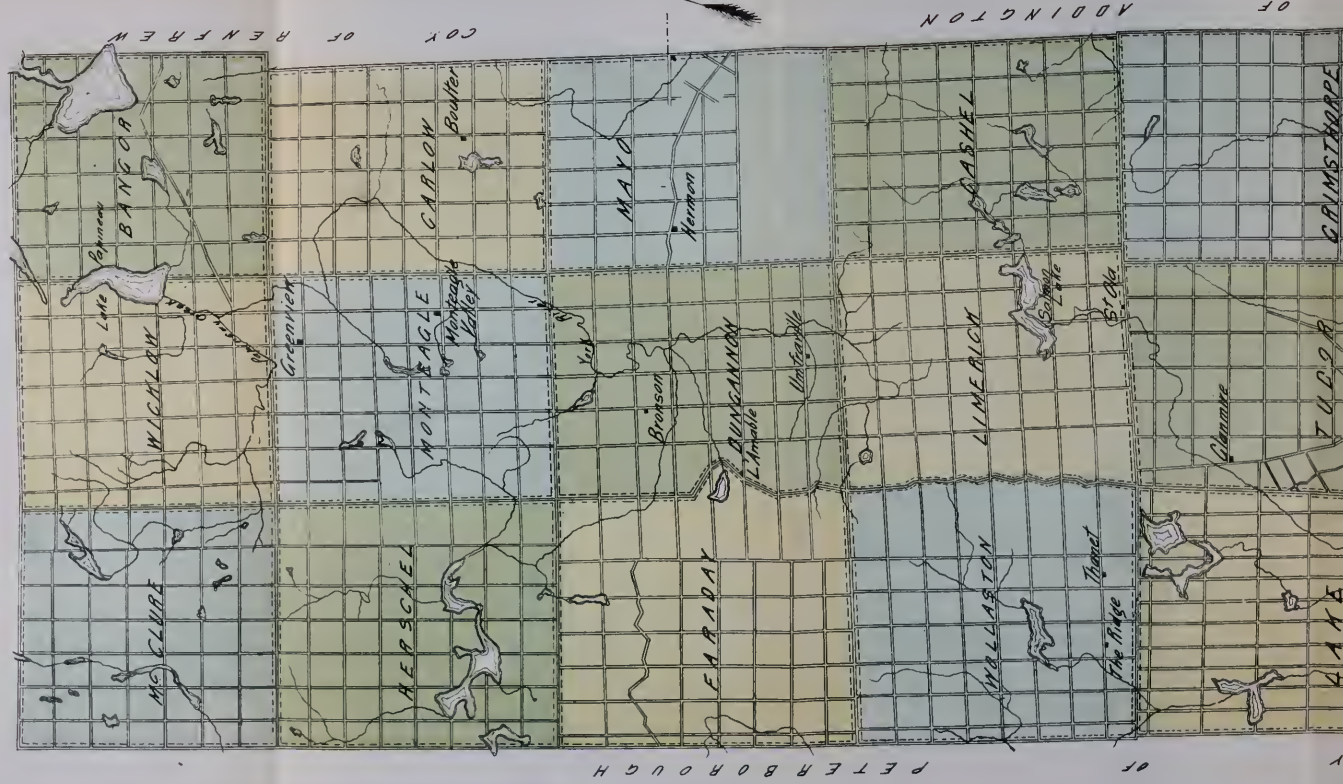 COY OF RENFREW
BANGOR
Lake Papineau
WICKLOW
McCLURE
CARLOW
Boulter
Greenview
MONTEAGLE
Monteagle
Valley
HERSCHEL
MAYO
Hermon
York
Bronson
DUNGANNON
L'Amable
Umfraville
FARADAY
OF ADDINGTON
CASHEL
LIMERICK
Salmon
Lake
St Ola
WOLLASTON
Thanet
The Ridge
GRIMSTHORPE
TUDOR
Glanmire
LAKE
OF PETERBOROUGH